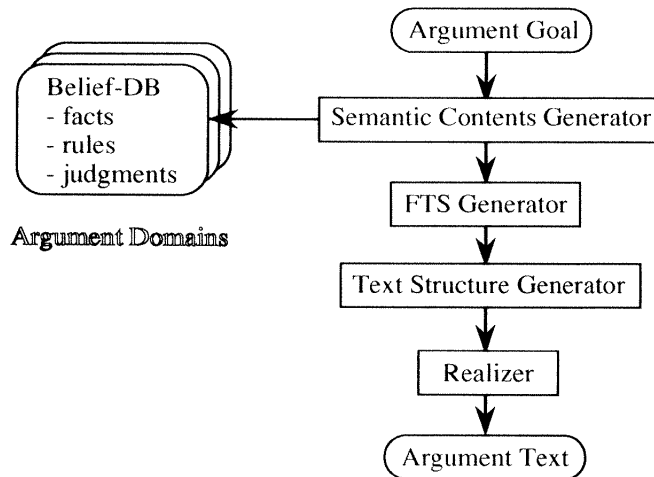 Argument Goal
Belief-DB
- facts
- rules
- judgments
Semantic Contents Generator
FTS Generator
Argument Domains
Text Structure Generator
Realizer
Argument Text